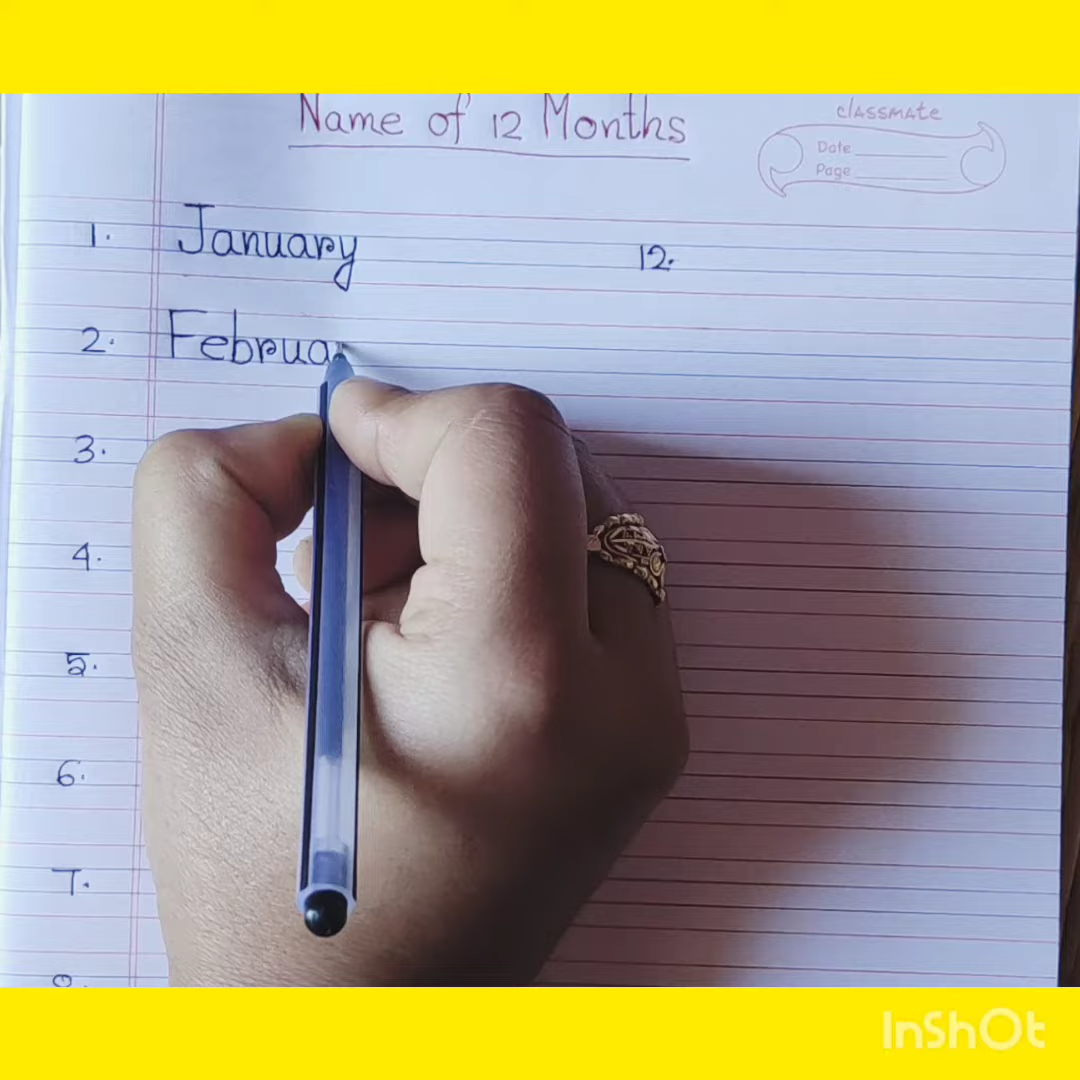 Name of 12 Months
classmate
Date
Page
1. January
12.
2. Februa
3.
4.
5.
6.
7.
InShOt